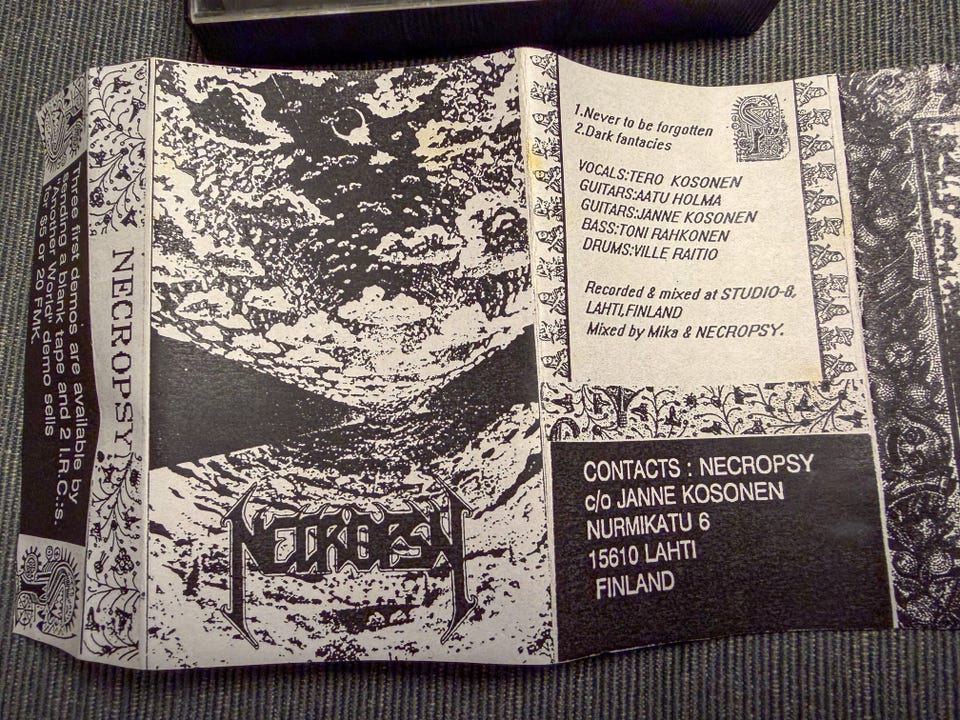 Three first demos are available by
sending a blank tape and 2 I.R.C.:s.
"Another World" demo sells
for $5 or 20 FMK.
NECROPSY
NECROPSY
1.Never to be forgotten
2.Dark fantacies
VOCALS:TERO KOSONEN
GUITARS:AATU HOLMA
GUITARS:JANNE KOSONEN
BASS:TONI RAHKONEN
DRUMS:VILLE RAITIO
Recorded & mixed at STUDIO-8,
LAHTI,FINLAND
Mixed by Mika & NECROPSY.
CONTACTS : NECROPSY
c/o JANNE KOSONEN
NURMIKATU 6
15610 LAHTI
FINLAND